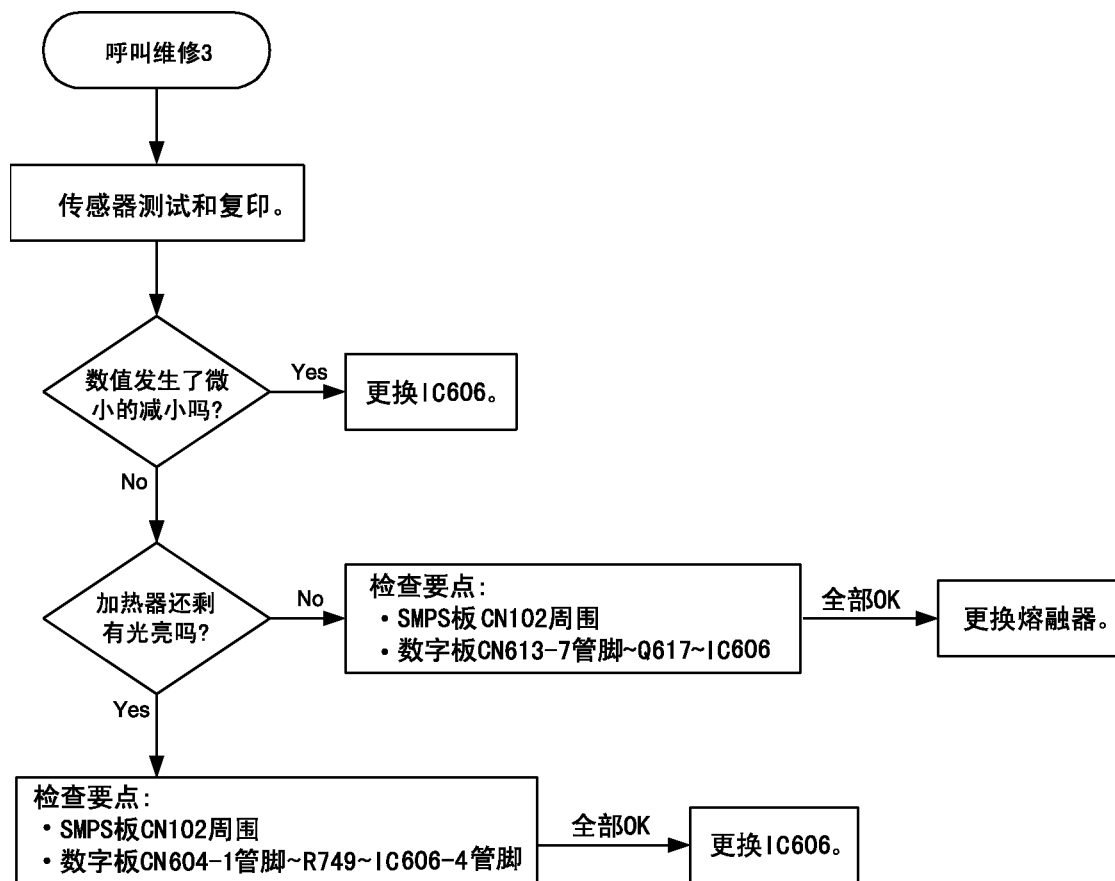 呼叫维修3
传感器测试和复印。
数值发生了微
小的减小吗?
Yes
更换IC606。
No
加热器还剩
有光亮吗?
No
检查要点:
·SMPS板CN102周围
·数字板CN613-7管脚~Q617~IC606
全部OK
更换熔融器。
Yes
检查要点:
·SMPS板CN102周围
·数字板CN604-1管脚~R749~IC606-4管脚
全部OK
更换IC606。